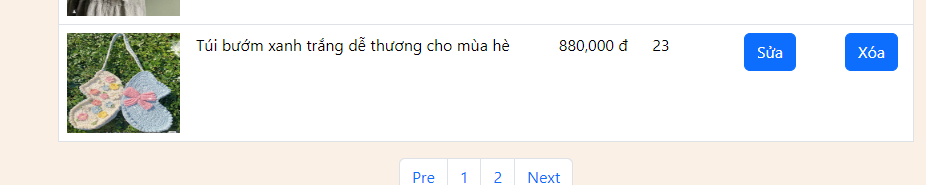 Túi bướm xanh trắng dễ thương cho mùa hè 880,000 đ 23 Sửa Xóa
Pre 1 2 Next